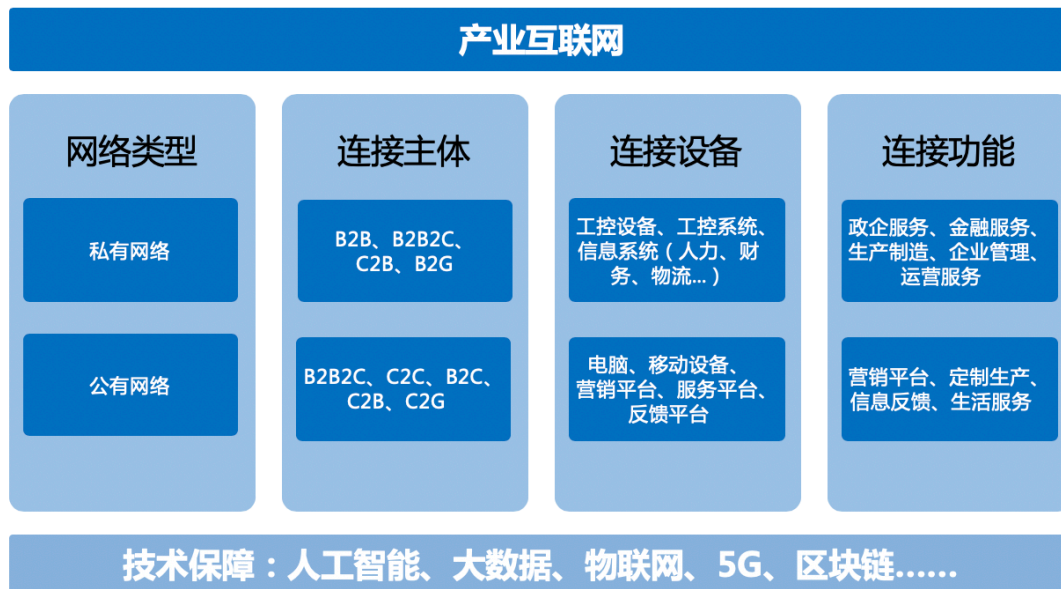 产业互联网
网络类型
私有网络
公有网络
连接主体
B2B、B2B2C、
C2B、B2G
B2B2C、C2C、B2C、
C2B、C2G
连接设备
工控设备、工控系统、
信息系统（人力、财
务、物流...）
电脑、移动设备、
营销平台、服务平台、
反馈平台
连接功能
政企服务、金融服务、
生产制造、企业管理、
运营服务
营销平台、定制生产、
信息反馈、生活服务
技术保障：人工智能、大数据、物联网、5G、区块链......